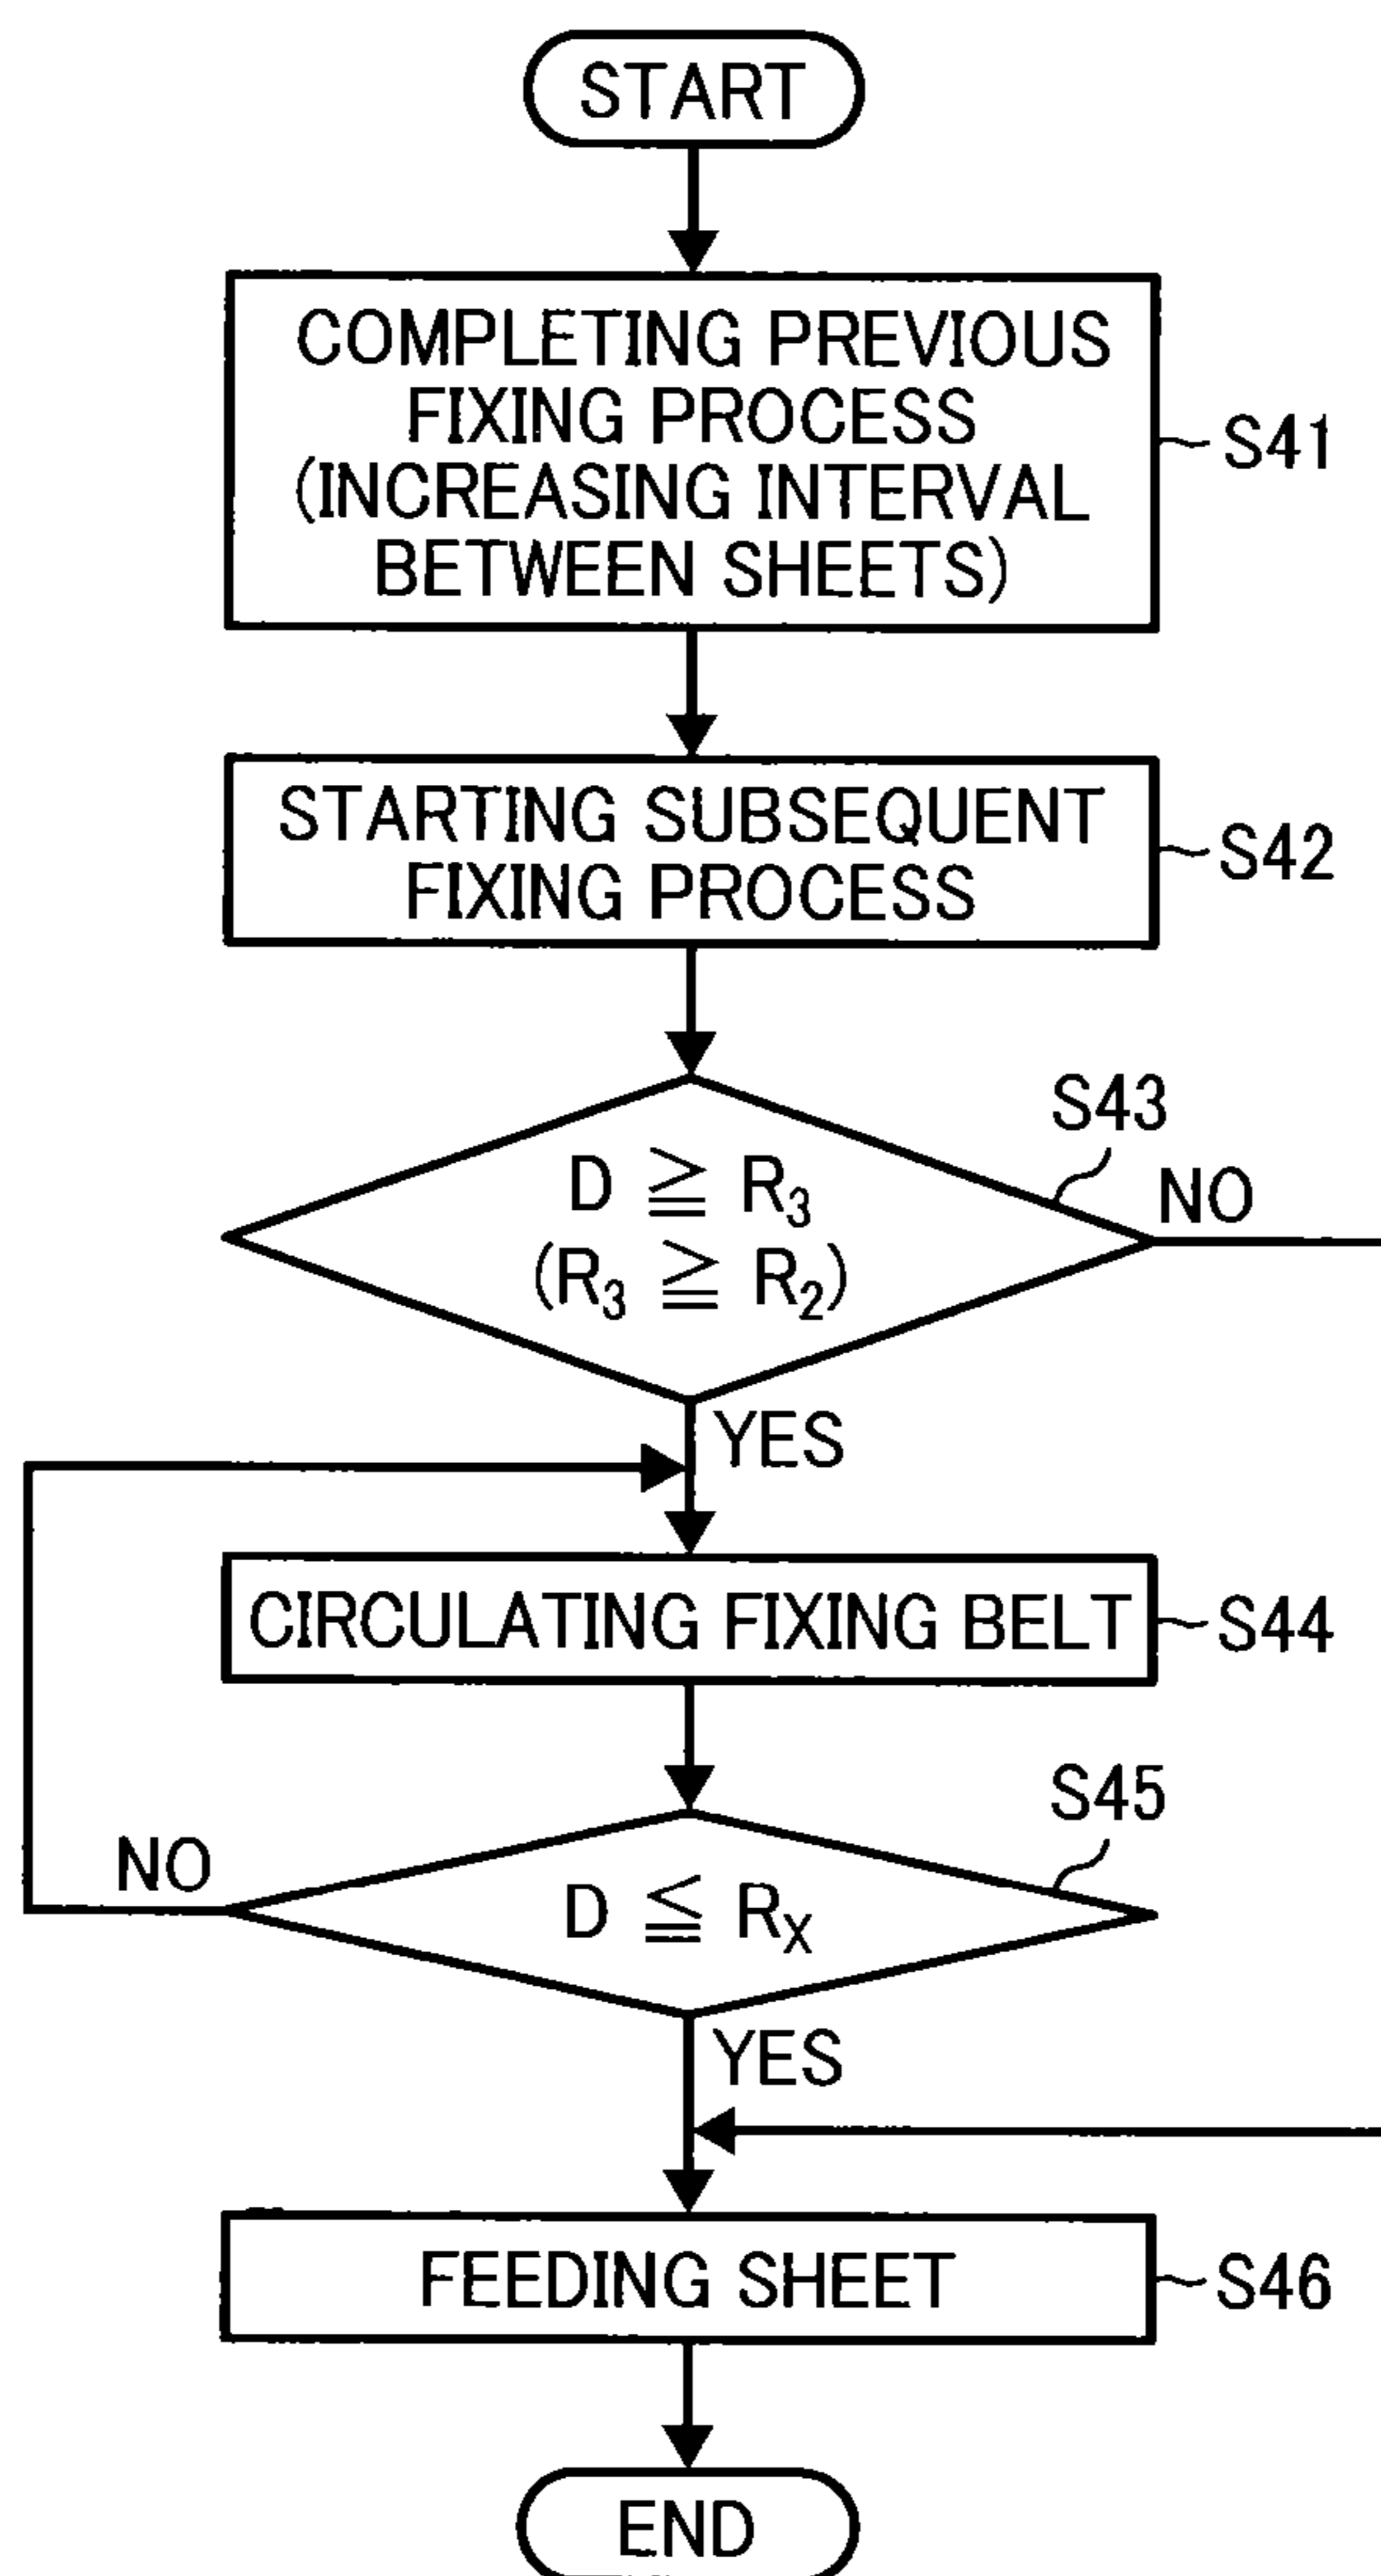 START
COMPLETING PREVIOUS
FIXING PROCESS
(INCREASING INTERVAL
BETWEEN SHEETS)
S41
STARTING SUBSEQUENT
FIXING PROCESS
S42
S43
D ≧ R₃
(R₃ ≧ R₂)
NO
YES
CIRCULATING FIXING BELT
S44
S45
NO
D ≦ Rₓ
YES
FEEDING SHEET
S46
END